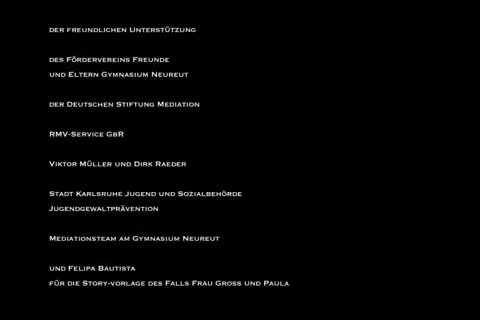 der freundlichen Unterstützung
des Fördervereins Freunde
und Eltern Gymnasium Neureut
der Deutschen Stiftung Mediation
RMV-Service GbR
Viktor Müller und Dirk Raeder
Stadt Karlsruhe Jugend und Sozialbehörde
Jugendgewaltprävention
Mediationsteam am Gymnasium Neureut
und Felipa Bautista
für die Story-vorlage des Falls Frau Gross und Paula